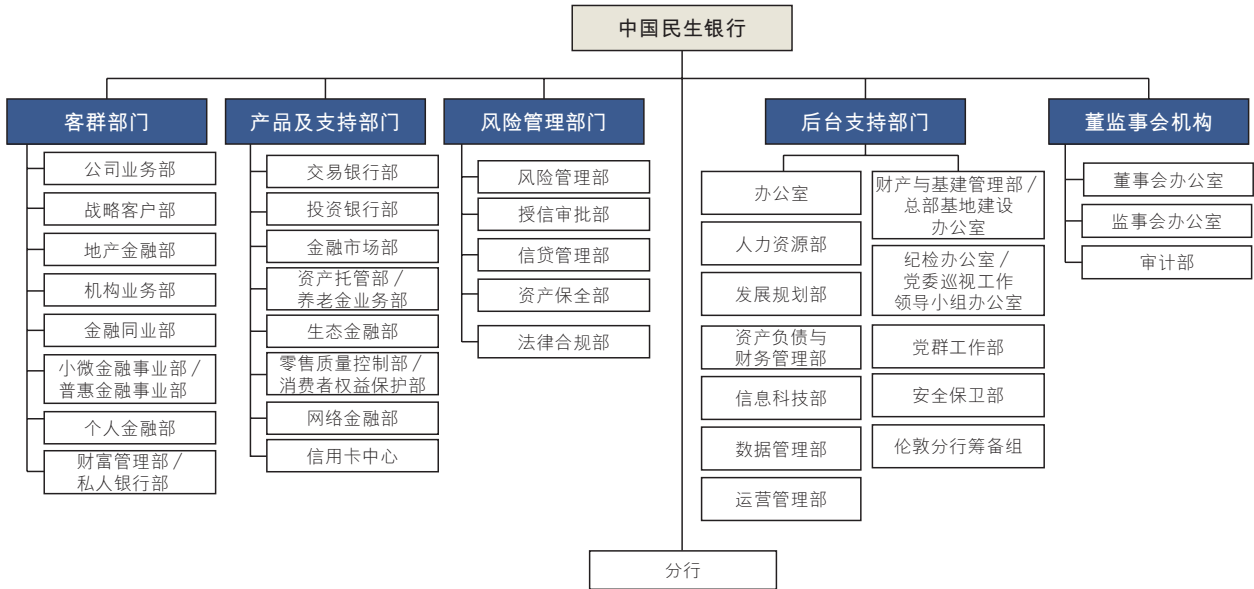 中国民生银行
客群部门
公司业务部
战略客户部
地产金融部
机构业务部
金融同业部
小微金融事业部/
普惠金融事业部
个人金融部
财富管理部/
私人银行部
产品及支持部门
交易银行部
投资银行部
金融市场部
资产托管部/
养老金业务部
生态金融部
零售质量控制部/
消费者权益保护部
网络金融部
信用卡中心
风险管理部门
风险管理部
授信审批部
信贷管理部
资产保全部
法律合规部
后台支持部门
办公室
人力资源部
发展规划部
资产负债与
财务管理部
信息科技部
数据管理部
运营管理部
财产与基建管理部/
总部基地建设
办公室
纪检办公室/
党委巡视工作
领导小组办公室
党群工作部
安全保卫部
伦敦分行筹备组
董监事会机构
董事会办公室
监事会办公室
审计部
分行